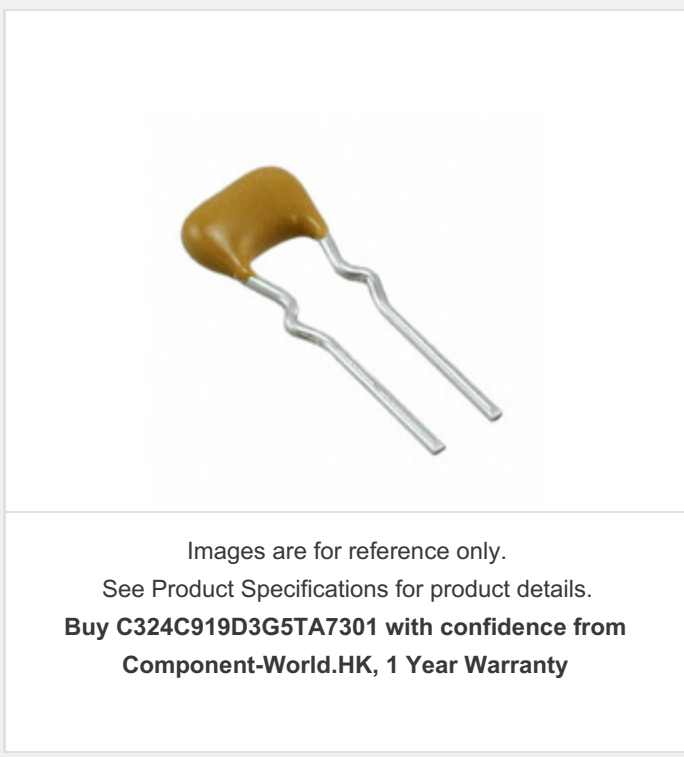 Images are for reference only.
See Product Specifications for product details.
Buy C324C919D3G5TA7301 with confidence from
Component-World.HK, 1 Year Warranty